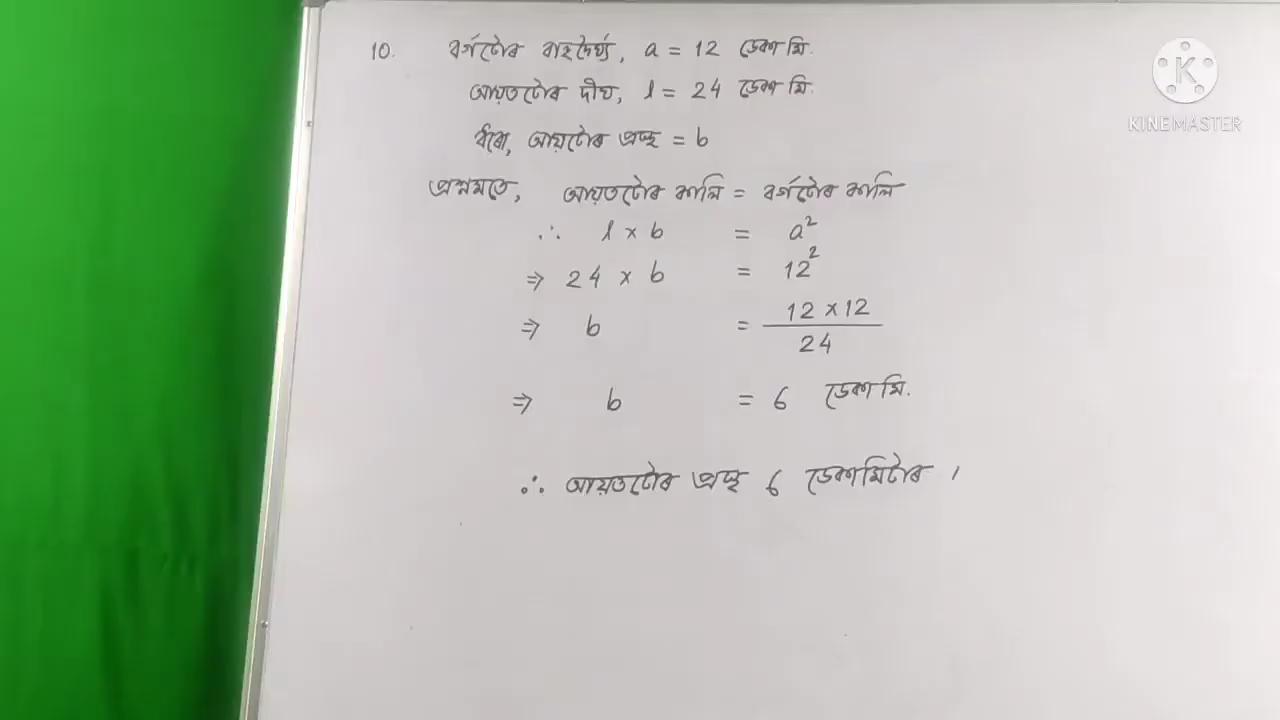 10. বৰ্গটোৰ বাহুদৈৰ্ঘ্য, a = 12 ডেকা মি.
আয়তটোৰ দীঘ, l = 24 ডেকা মি.
ধৰো, আয়টোৰ প্ৰস্থ = b
প্ৰশ্নমতে, আয়তটোৰ কালি = বৰ্গটোৰ কালি
∴ l × b = a²
⇒ 24 × b = 12²
⇒ b = 12 × 12 / 24
⇒ b = 6 ডেকা মি.
∴ আয়তটোৰ প্ৰস্থ 6 ডেকামিটাৰ ।
K
KINEMASTER